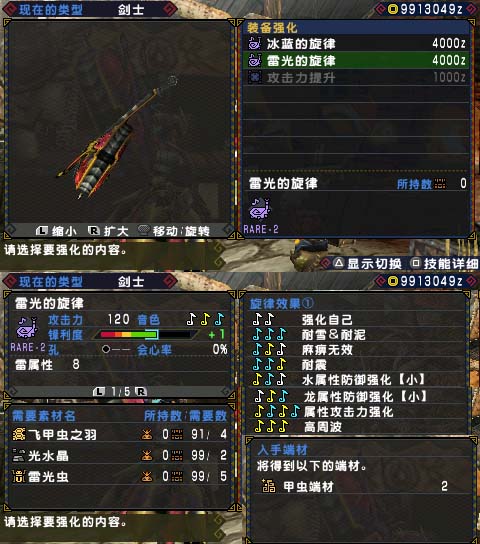 现在的类型 剑士
9913049z
装备强化
冰蓝的旋律 4000z
雷光的旋律 4000z
攻击力提升 1000z
雷光的旋律 所持数 0
RARE-2
L 缩小 R 扩大 移动/旋转
请选择要强化的内容。
△显示切换 □技能详细
现在的类型 剑士
9913049z
雷光的旋律
攻击力 120 音色
锋利度 +1
RARE-2 孔 ○－－ 会心率 0%
雷属性 8
L 1/5 R
需要素材名 所持数/需要数
飞甲虫之羽 0 91/ 4
光水晶 0 99/ 2
雷光虫 0 99/ 5
请选择要强化的内容。
旋律效果①
强化自己
耐雪&耐泥
麻痹无效
耐震
水属性防御强化【小】
龙属性防御强化【小】
属性攻击力强化
高周波
入手端材
将得到以下的端材。
甲虫端材 2